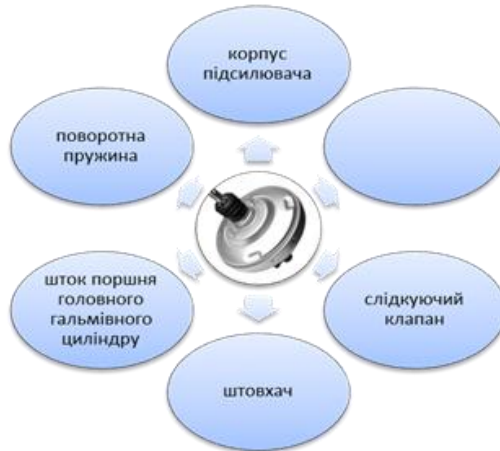 корпус
підсилювача
поворотна
пружина
шток поршня
головного
гальмівного
циліндру
слідкуючий
клапан
штовхач